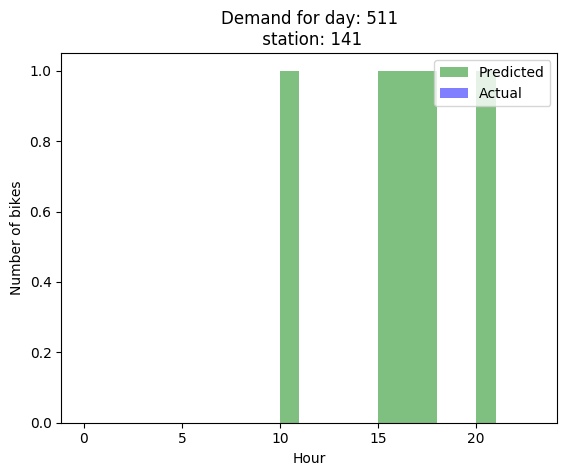 Demand for day: 511
station: 141
Predicted
Actual
Number of bikes
1.0
0.8
0.6
0.4
0.2
0.0
0 5 10 15 20
Hour